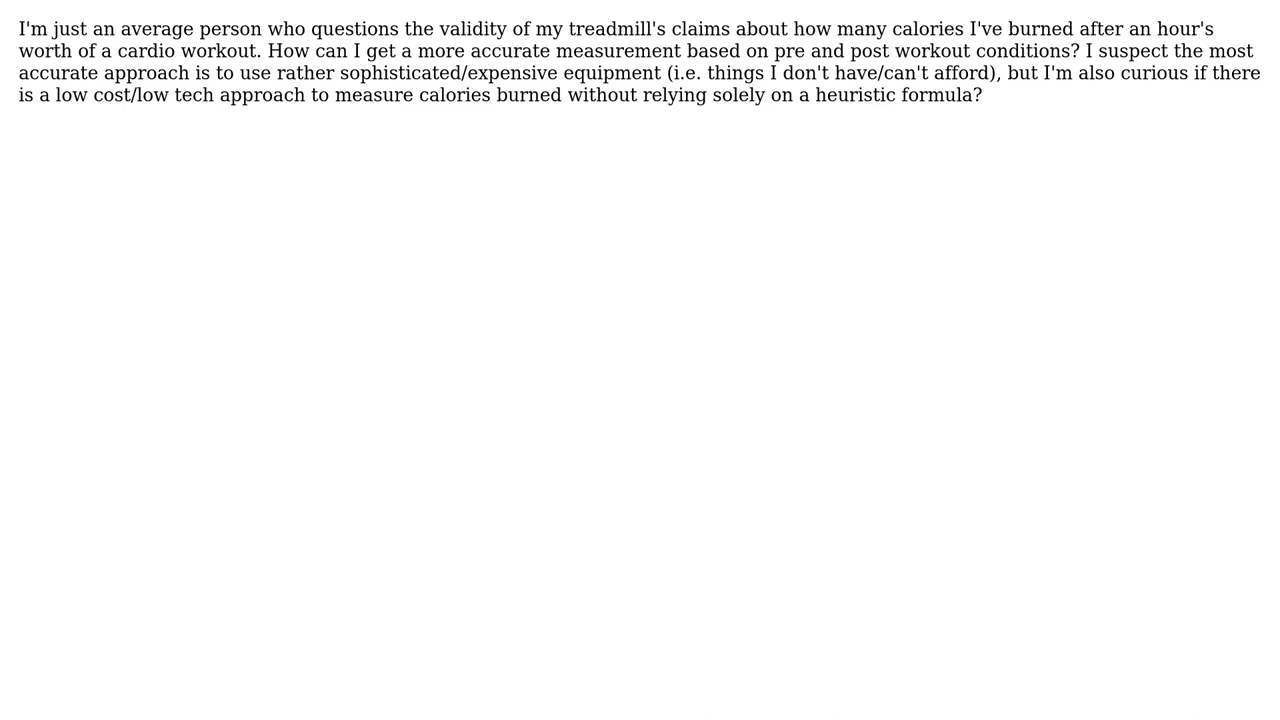 I'm just an average person who questions the validity of my treadmill's claims about how many calories I've burned after an hour's
worth of a cardio workout. How can I get a more accurate measurement based on pre and post workout conditions? I suspect the most
accurate approach is to use rather sophisticated/expensive equipment (i.e. things I don't have/can't afford), but I'm also curious if there
is a low cost/low tech approach to measure calories burned without relying solely on a heuristic formula?